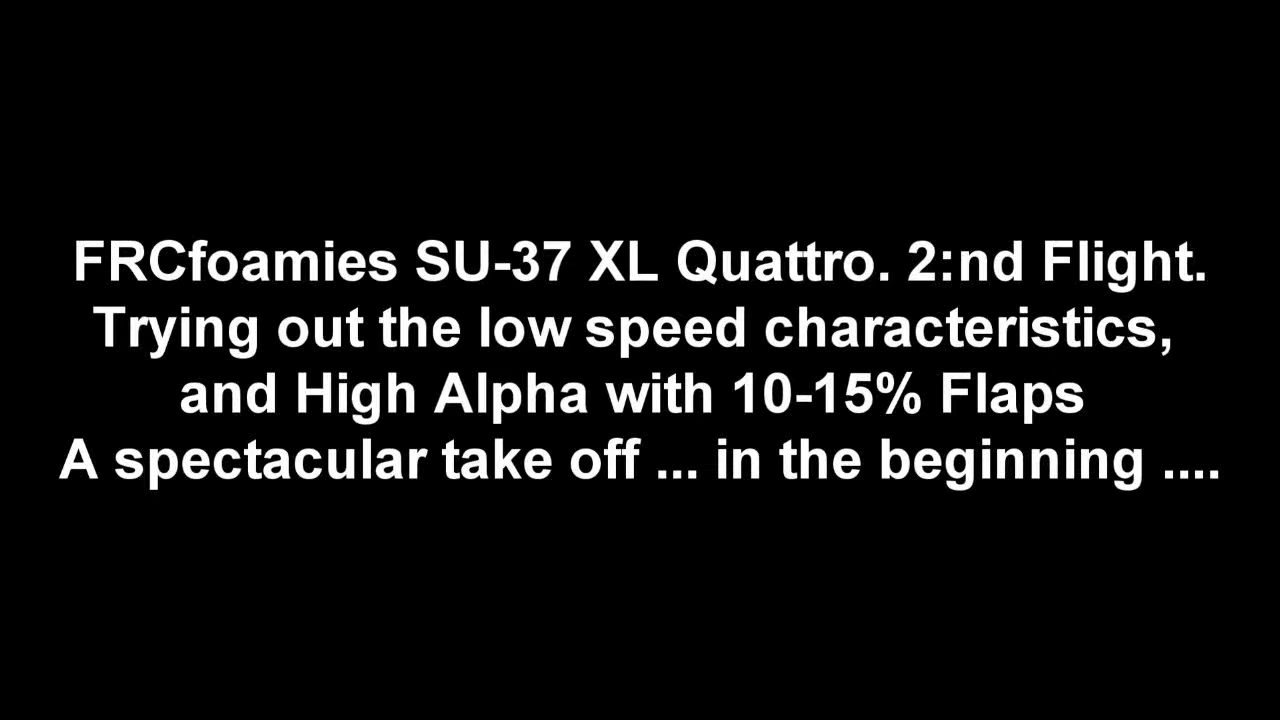 FRCfoamies SU-37 XL Quattro. 2:nd Flight.
Trying out the low speed characteristics,
and High Alpha with 10-15% Flaps
A spectacular take off ... in the beginning ....